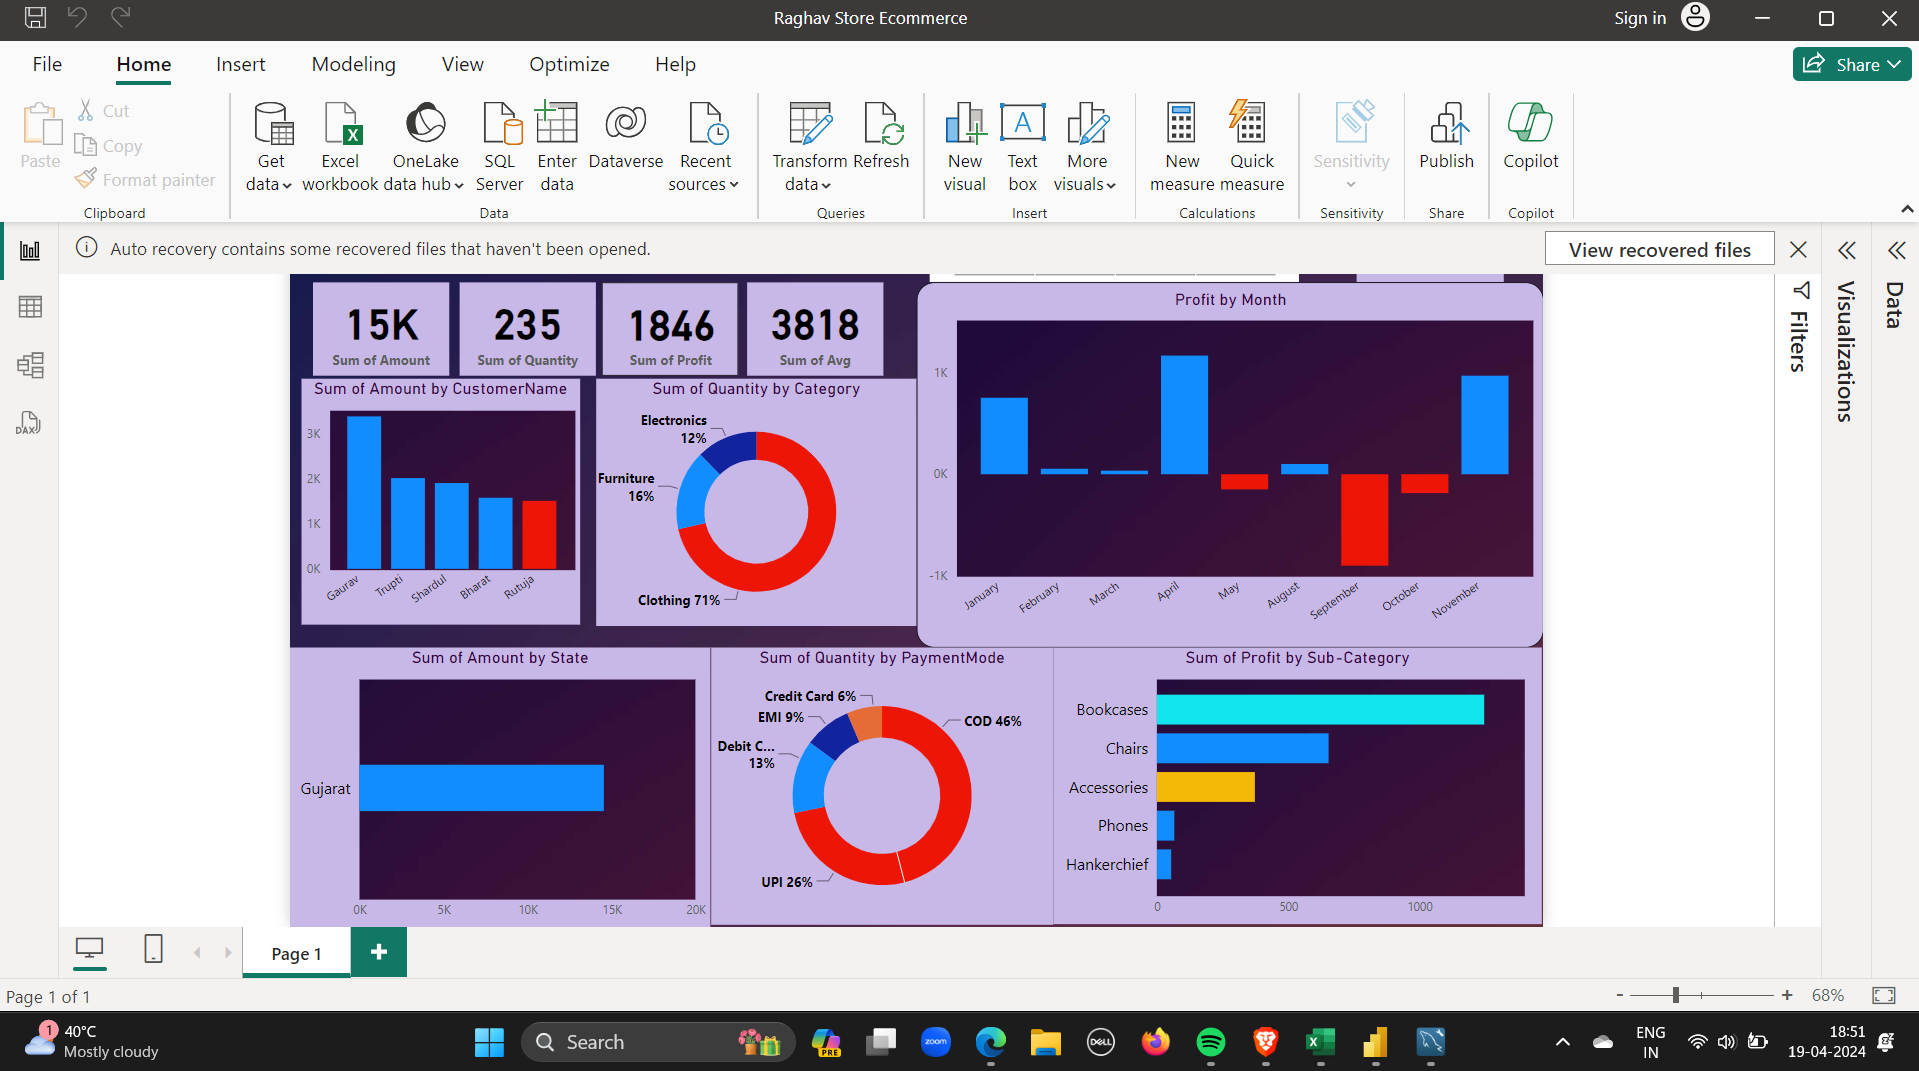 Raghav Store Ecommerce
Sign in
File Home Insert Modeling View Optimize Help
Share
Paste
Cut
Copy
Format painter
Clipboard
Get data
Excel workbook
OneLake data hub
SQL Server
Enter data
Dataverse
Recent sources
Data
Transform data
Refresh
Queries
New visual
Text box
More visuals
Insert
New measure
Quick measure
Calculations
Sensitivity
Sensitivity
Publish
Share
Copilot
Copilot
Auto recovery contains some recovered files that haven't been opened.
View recovered files
Filters
Visualizations
Data
DAX
15K
Sum of Amount
235
Sum of Quantity
1846
Sum of Profit
3818
Sum of Avg
Profit by Month
1K
0K
-1K
January February March April May August September October November
Sum of Amount by CustomerName
3K
2K
1K
0K
Gaurav Trupti Shardul Bharat Rutuja
Sum of Quantity by Category
Electronics
12%
Furniture
16%
Clothing 71%
Sum of Amount by State
Gujarat
0K 5K 10K 15K 20K
Sum of Quantity by PaymentMode
Credit Card 6%
EMI 9%
Debit C...
13%
UPI 26%
COD 46%
Sum of Profit by Sub-Category
Bookcases
Chairs
Accessories
Phones
Hankerchief
0 500 1000
Page 1
+
Page 1 of 1
- + 68%
1
40°C
Mostly cloudy
Search
PRE
zoom
DELL
ENG
IN
18:51
19-04-2024